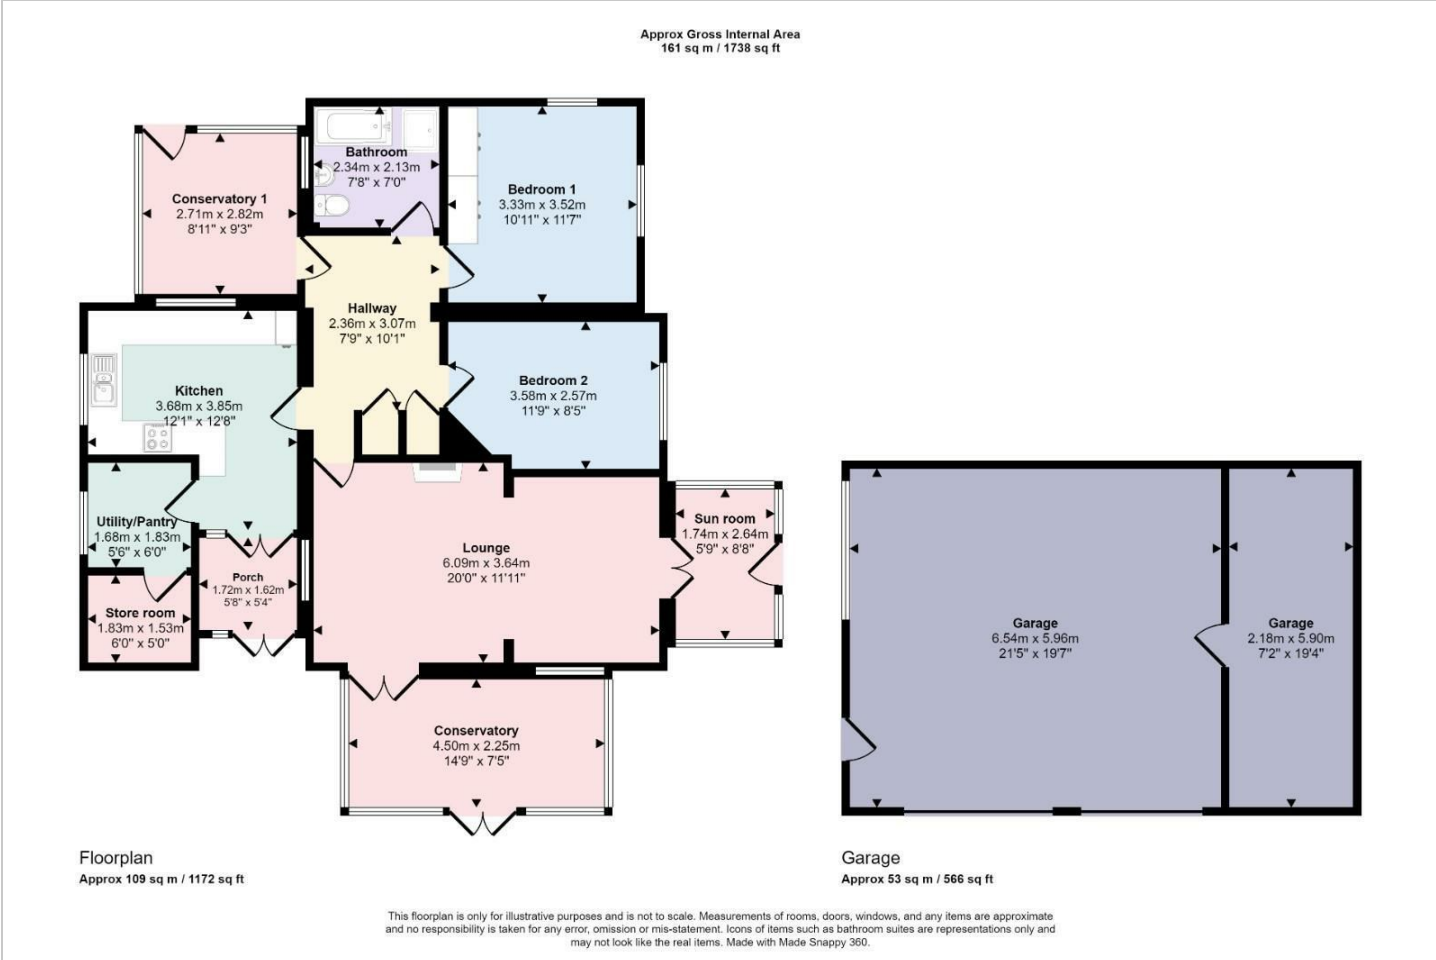 Approx Gross Internal Area
161 sq m / 1738 sq ft
Bathroom
2.34m x 2.13m
7'8" x 7'0"
Conservatory 1
2.71m x 2.82m
8'11" x 9'3"
Bedroom 1
3.33m x 3.52m
10'11" x 11'7"
Hallway
2.36m x 3.07m
7'9" x 10'1"
Kitchen
3.68m x 3.85m
12'1" x 12'8"
Bedroom 2
3.58m x 2.57m
11'9" x 8'5"
Utility/Pantry
1.68m x 1.83m
5'6" x 6'0"
Porch
1.72m x 1.62m
5'8" x 5'4"
Store room
1.83m x 1.53m
6'0" x 5'0"
Lounge
6.09m x 3.64m
20'0" x 11'11"
Sun room
1.74m x 2.64m
5'9" x 8'8"
Conservatory
4.50m x 2.25m
14'9" x 7'5"
Garage
6.54m x 5.96m
21'5" x 19'7"
Garage
2.18m x 5.90m
7'2" x 19'4"
Floorplan
Approx 109 sq m / 1172 sq ft
Garage
Approx 53 sq m / 566 sq ft
This floorplan is only for illustrative purposes and is not to scale. Measurements of rooms, doors, windows, and any items are approximate
and no responsibility is taken for any error, omission or mis-statement. Icons of items such as bathroom suites are representations only and
may not look like the real items. Made with Made Snappy 360.